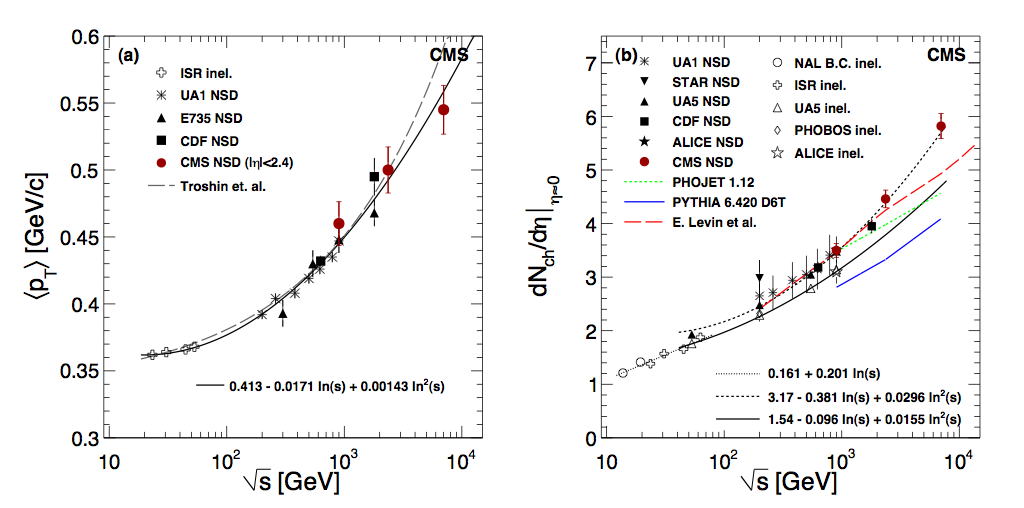 0.6
0.55
0.5
0.45
0.4
0.35
0.3
⟨p_T⟩ [GeV/c]
(a)
CMS
ISR inel.
UA1 NSD
E735 NSD
CDF NSD
CMS NSD (|η|<2.4)
Troshin et. al.
0.413 - 0.0171 ln(s) + 0.00143 ln²(s)
10
10²
10³
10⁴
√s [GeV]
7
6
5
4
3
2
1
0
dN_ch/dη|_η≈0
(b)
CMS
UA1 NSD
STAR NSD
UA5 NSD
CDF NSD
ALICE NSD
CMS NSD
PHOJET 1.12
PYTHIA 6.420 D6T
E. Levin et al.
NAL B.C. inel.
ISR inel.
UA5 inel.
PHOBOS inel.
ALICE inel.
0.161 + 0.201 ln(s)
3.17 - 0.381 ln(s) + 0.0296 ln²(s)
1.54 - 0.096 ln(s) + 0.0155 ln²(s)
10
10²
10³
10⁴
√s [GeV]